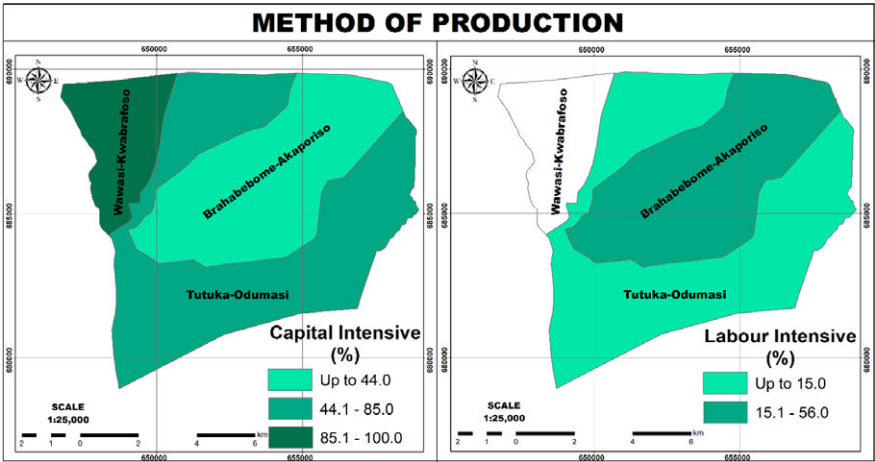 METHOD OF PRODUCTION
650000 655000
650000 655000
690000
690000
690000
N
W E
S
N
W E
S
Wawasi-Kwabrafoso
Brahabebome-Akaporiso
Wawasi-Kwabrafoso
Brahabebome-Akaporiso
685000
685000
685000
Tutuka-Odumasi
Tutuka-Odumasi
Capital Intensive
(%)
Up to 44.0
44.1 - 85.0
85.1 - 100.0
Labour Intensive
(%)
Up to 15.0
15.1 - 56.0
680000
680000
680000
SCALE
1:25,000
2 1 0 2 4 6 km
SCALE
1:25,000
2 1 0 2 4 6 km
650000 655000
650000 655000